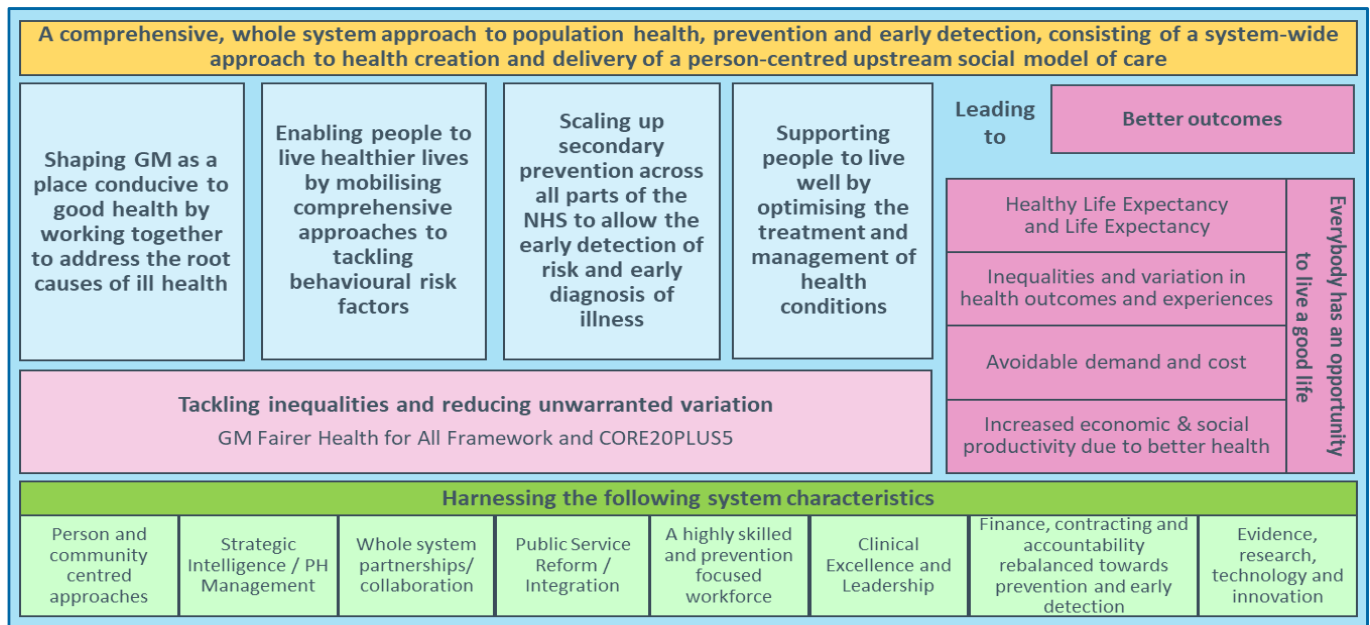 A comprehensive, whole system approach to population health, prevention and early detection, consisting of a system-wide
approach to health creation and delivery of a person-centred upstream social model of care
Shaping GM as a
place conducive to
good health by
working together
to address the root
causes of ill health
Enabling people to
live healthier lives
by mobilising
comprehensive
approaches to
tackling
behavioural risk
factors
Scaling up
secondary
prevention across
all parts of the
NHS to allow the
early detection of
risk and early
diagnosis of
illness
Supporting
people to live
well by
optimising the
treatment and
management of
health
conditions
Leading
to
Better outcomes
Healthy Life Expectancy
and Life Expectancy
Inequalities and variation in
health outcomes and experiences
Avoidable demand and cost
Increased economic & social
productivity due to better health
Everybody has an opportunity
to live a good life
Tackling inequalities and reducing unwarranted variation
GM Fairer Health for All Framework and CORE20PLUS5
Harnessing the following system characteristics
Person and
community
centred
approaches
Strategic
Intelligence / PH
Management
Whole system
partnerships/
collaboration
Public Service
Reform /
Integration
A highly skilled
and prevention
focused
workforce
Clinical
Excellence and
Leadership
Finance, contracting and
accountability
rebalanced towards
prevention and early
detection
Evidence,
research,
technology and
innovation